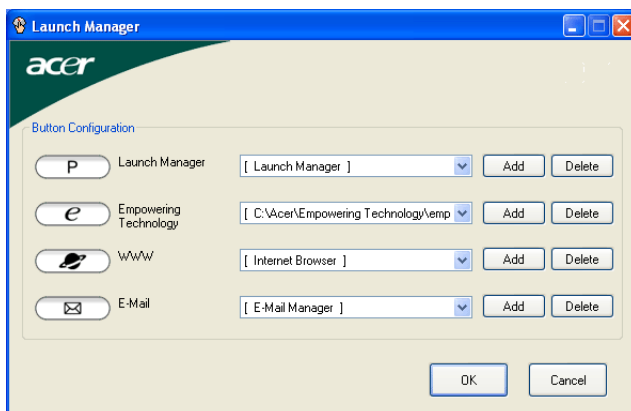 Launch Manager
acer
Button Configuration
P Launch Manager [ Launch Manager ] Add Delete
e Empowering Technology [ C:\Acer\Empowering Technology\emp Add Delete
WWW [ Internet Browser ] Add Delete
E-Mail [ E-Mail Manager ] Add Delete
OK Cancel